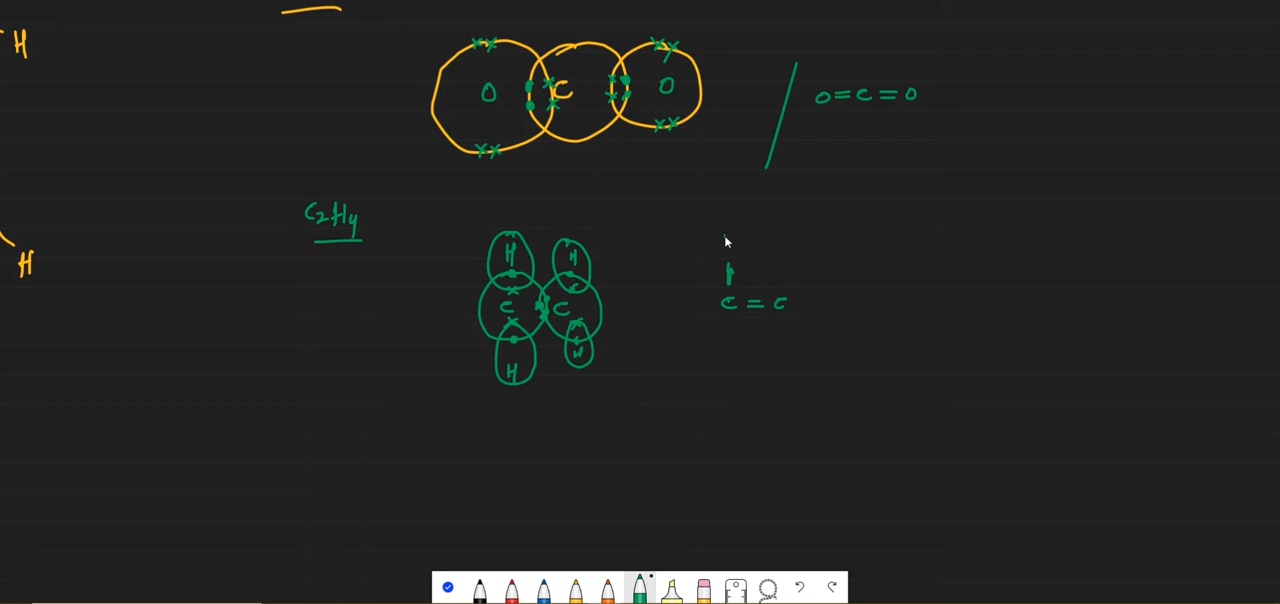 H
O C O
O=C=O
C2H4
H H
C C
C = C
H H
H